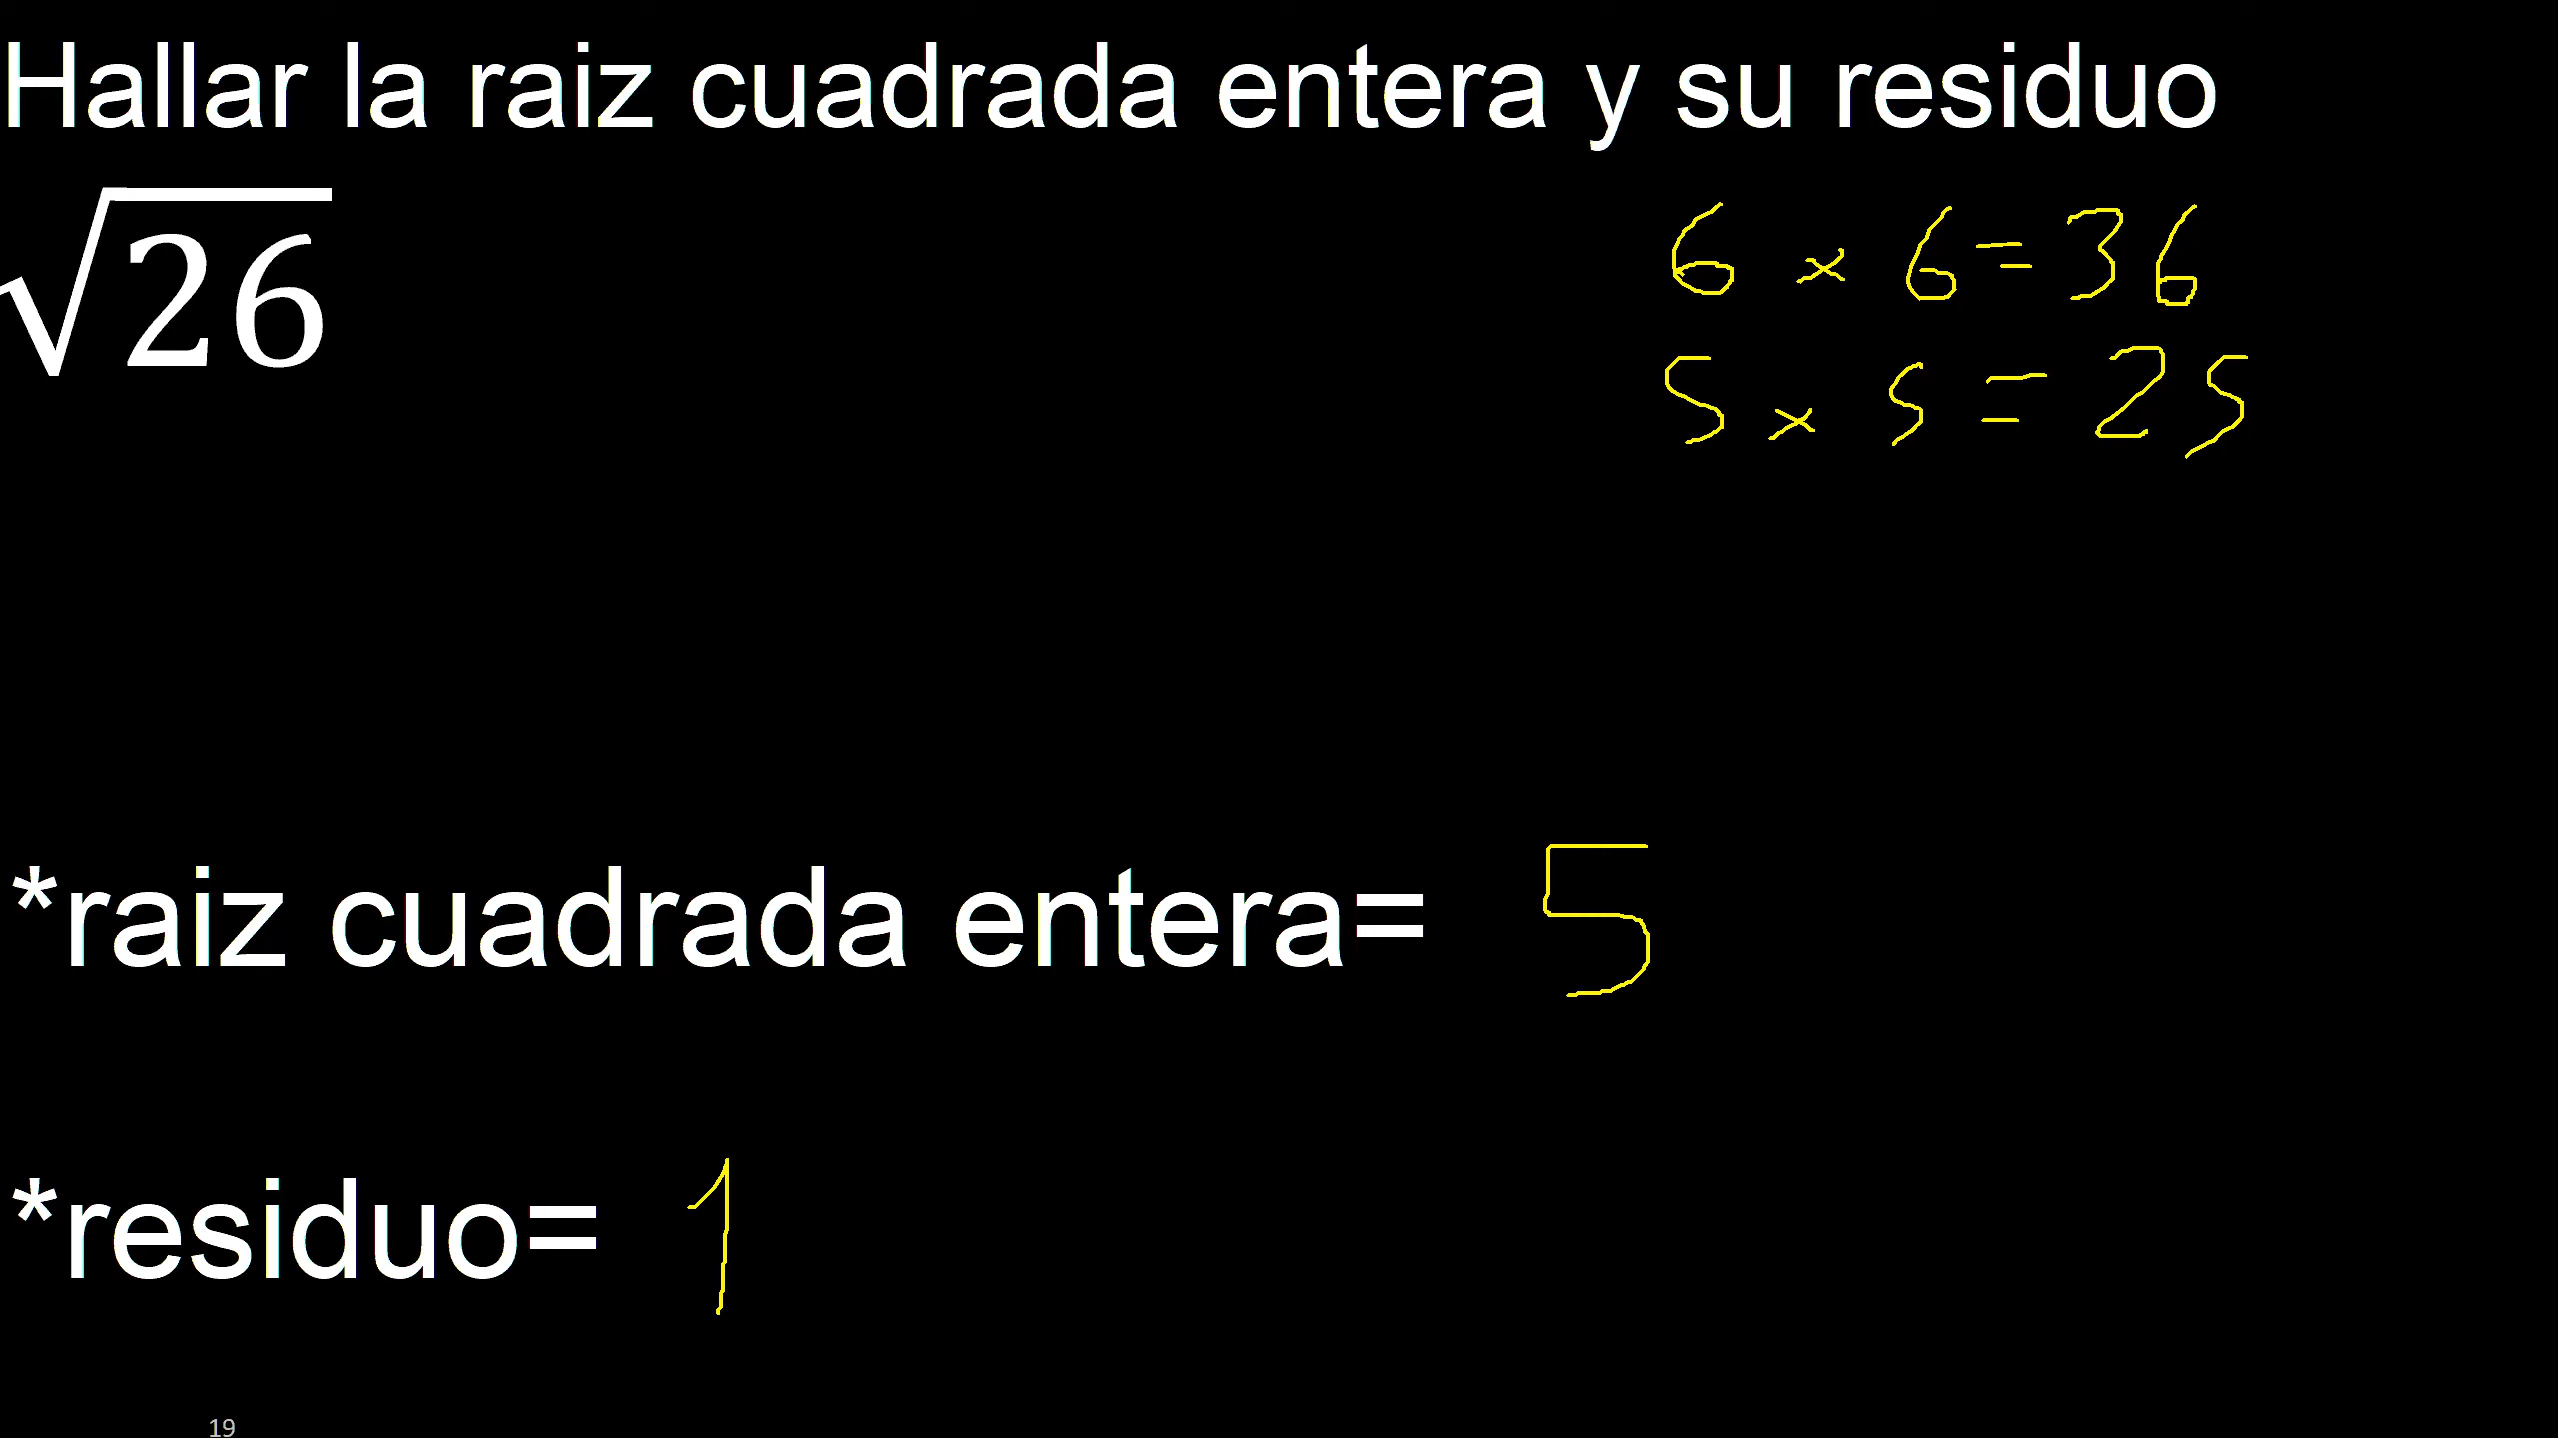 Hallar la raiz cuadrada entera y su residuo
√26
6 × 6 = 36
5 × 5 = 25
*raiz cuadrada entera= 5
*residuo= 1
19